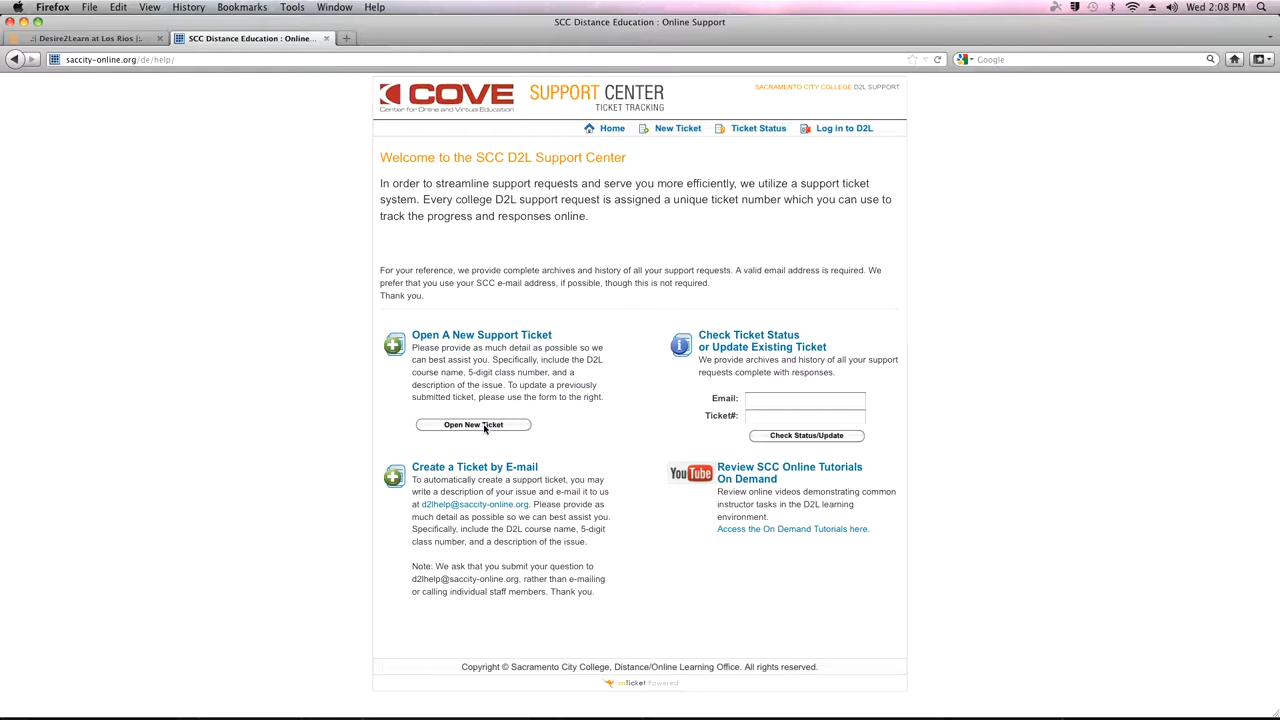 Firefox File Edit View History Bookmarks Tools Window Help Wed 2:08 PM
SCC Distance Education : Online Support
.:| Desire2Learn at Los Rios |:. SCC Distance Education : Online...
saccity-online.org/de/help/ Google
COVE SUPPORT CENTER SACRAMENTO CITY COLLEGE D2L SUPPORT
Center for Online and Virtual Education TICKET TRACKING
Home New Ticket Ticket Status Log in to D2L
Welcome to the SCC D2L Support Center
In order to streamline support requests and serve you more efficiently, we utilize a support ticket
system. Every college D2L support request is assigned a unique ticket number which you can use to
track the progress and responses online.
For your reference, we provide complete archives and history of all your support requests. A valid email address is required. We
prefer that you use your SCC e-mail address, if possible, though this is not required.
Thank you.
Open A New Support Ticket
Please provide as much detail as possible so we
can best assist you. Specifically, include the D2L
course name, 5-digit class number, and a
description of the issue. To update a previously
submitted ticket, please use the form to the right.
Open New Ticket
Check Ticket Status
or Update Existing Ticket
We provide archives and history of all your support
requests complete with responses.
Email:
Ticket#:
Check Status/Update
Create a Ticket by E-mail
To automatically create a support ticket, you may
write a description of your issue and e-mail it to us
at d2lhelp@saccity-online.org. Please provide as
much detail as possible so we can best assist you.
Specifically, include the D2L course name, 5-digit
class number, and a description of the issue.
Note: We ask that you submit your question to
d2lhelp@saccity-online.org, rather than e-mailing
or calling individual staff members. Thank you.
YouTube
Review SCC Online Tutorials
On Demand
Review online videos demonstrating common
instructor tasks in the D2L learning
environment.
Access the On Demand Tutorials here.
Copyright © Sacramento City College, Distance/Online Learning Office. All rights reserved.
mTicket Powered